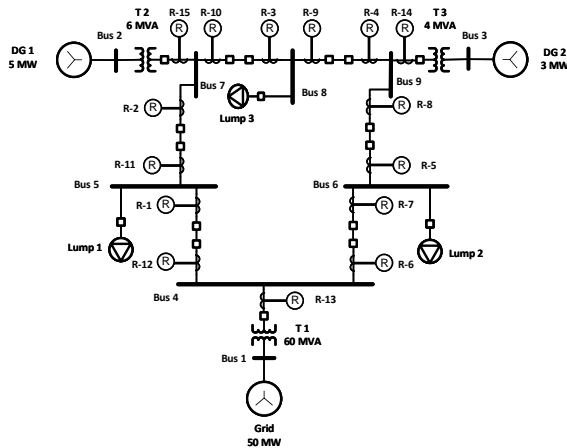 T 2
6 MVA
R-15
R-10
R-3
R-9
R-4
R-14
T 3
4 MVA
R
R
R
R
R
R
Bus 2
Bus 3
DG 1
5 MW
DG 2
3 MW
Bus 7
Bus 8
Bus 9
Lump 3
R-2
R
R
R-8
R-11
R
R
R-5
Bus 5
Bus 6
R-1
R
R
R-7
Lump 1
Lump 2
R-12
R
R
R-6
Bus 4
R
R-13
T 1
60 MVA
Bus 1
Grid
50 MW